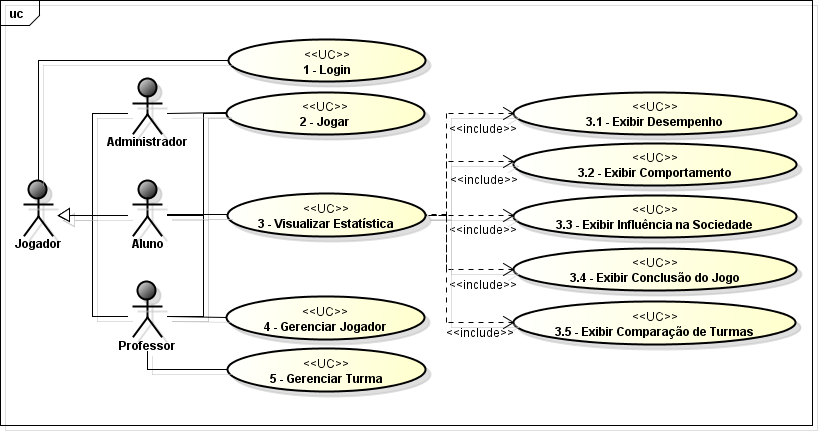 uc
<<UC>>
1 - Login
Administrador
<<UC>>
2 - Jogar
<<include>>
<<UC>>
3.1 - Exibir Desempenho
<<include>>
<<UC>>
3.2 - Exibir Comportamento
Jogador
Aluno
<<UC>>
3 - Visualizar Estatística
<<include>>
<<UC>>
3.3 - Exibir Influência na Sociedade
<<include>>
<<UC>>
3.4 - Exibir Conclusão do Jogo
Professor
<<UC>>
4 - Gerenciar Jogador
<<include>>
<<UC>>
3.5 - Exibir Comparação de Turmas
<<UC>>
5 - Gerenciar Turma